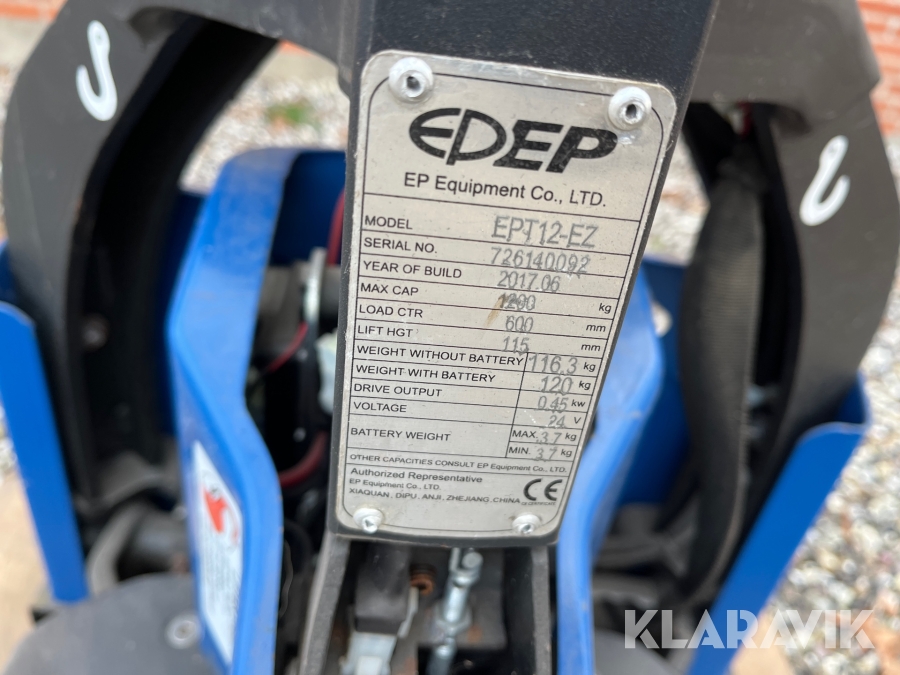 EP EP
EP Equipment Co., LTD.
MODEL EPT12-EZ
SERIAL NO. 726140092
YEAR OF BUILD 2017.06
MAX CAP 1200 kg
LOAD CTR 600 mm
LIFT HGT 115 mm
WEIGHT WITHOUT BATTERY 116.3 kg
WEIGHT WITH BATTERY 120 kg
DRIVE OUTPUT 0.45 kw
VOLTAGE 24 V
BATTERY WEIGHT MAX. 3.7 kg
MIN. 3.7 kg
OTHER CAPACITIES CONSULT EP Equipment Co., LTD.
Authorized Representative
EP Equipment Co., LTD.
XIAQUAN, DIPU, ANJI, ZHEJIANG, CHINA CE
KLARAVIK